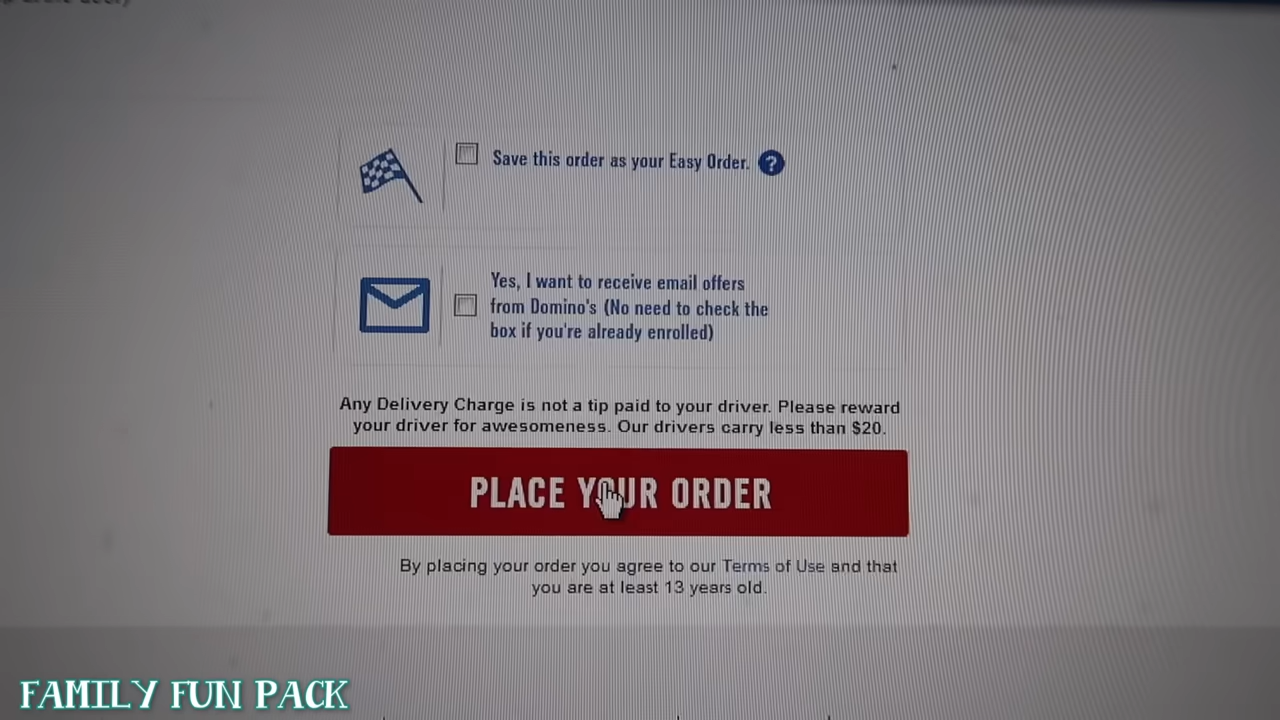 Save this order as your Easy Order. ?
Yes, I want to receive email offers
from Domino's (No need to check the
box if you're already enrolled)
Any Delivery Charge is not a tip paid to your driver. Please reward
your driver for awesomeness. Our drivers carry less than $20.
PLACE YOUR ORDER
By placing your order you agree to our Terms of Use and that
you are at least 13 years old.
FAMILY FUN PACK